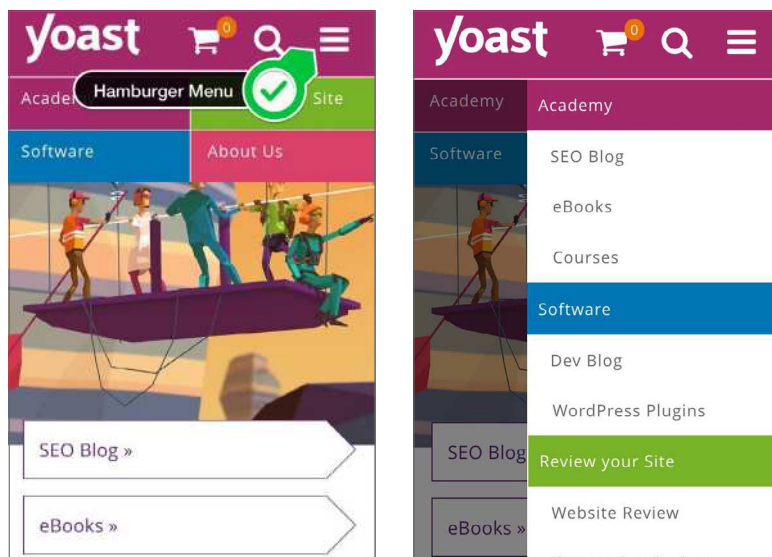 yoast 0
Hamburger Menu
Site
Software About Us
SEO Blog »
eBooks »
yoast 0
Academy Academy
Software
SEO Blog
eBooks
Courses
Software
Dev Blog
WordPress Plugins
SEO Blog Review your Site
Website Review
eBooks »